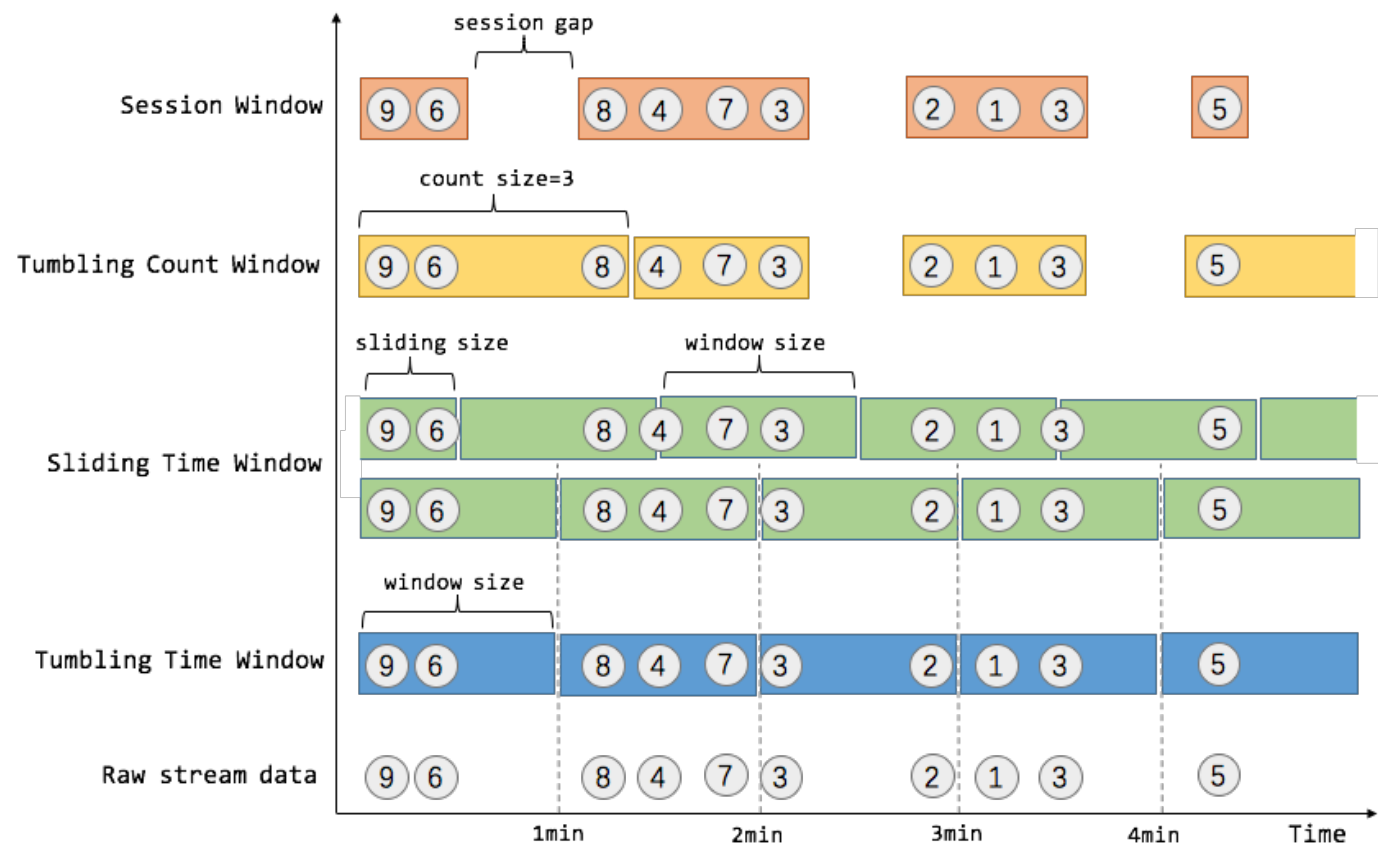 session gap
Session Window
9 6 8 4 7 3 2 1 3 5
count size=3
Tumbling Count Window
9 6 8 4 7 3 2 1 3 5
sliding size
window size
9 6 8 4 7 3 2 1 3 5
Sliding Time Window
9 6 8 4 7 3 2 1 3 5
window size
Tumbling Time Window
9 6 8 4 7 3 2 1 3 5
Raw stream data
9 6 8 4 7 3 2 1 3 5
1min 2min 3min 4min Time